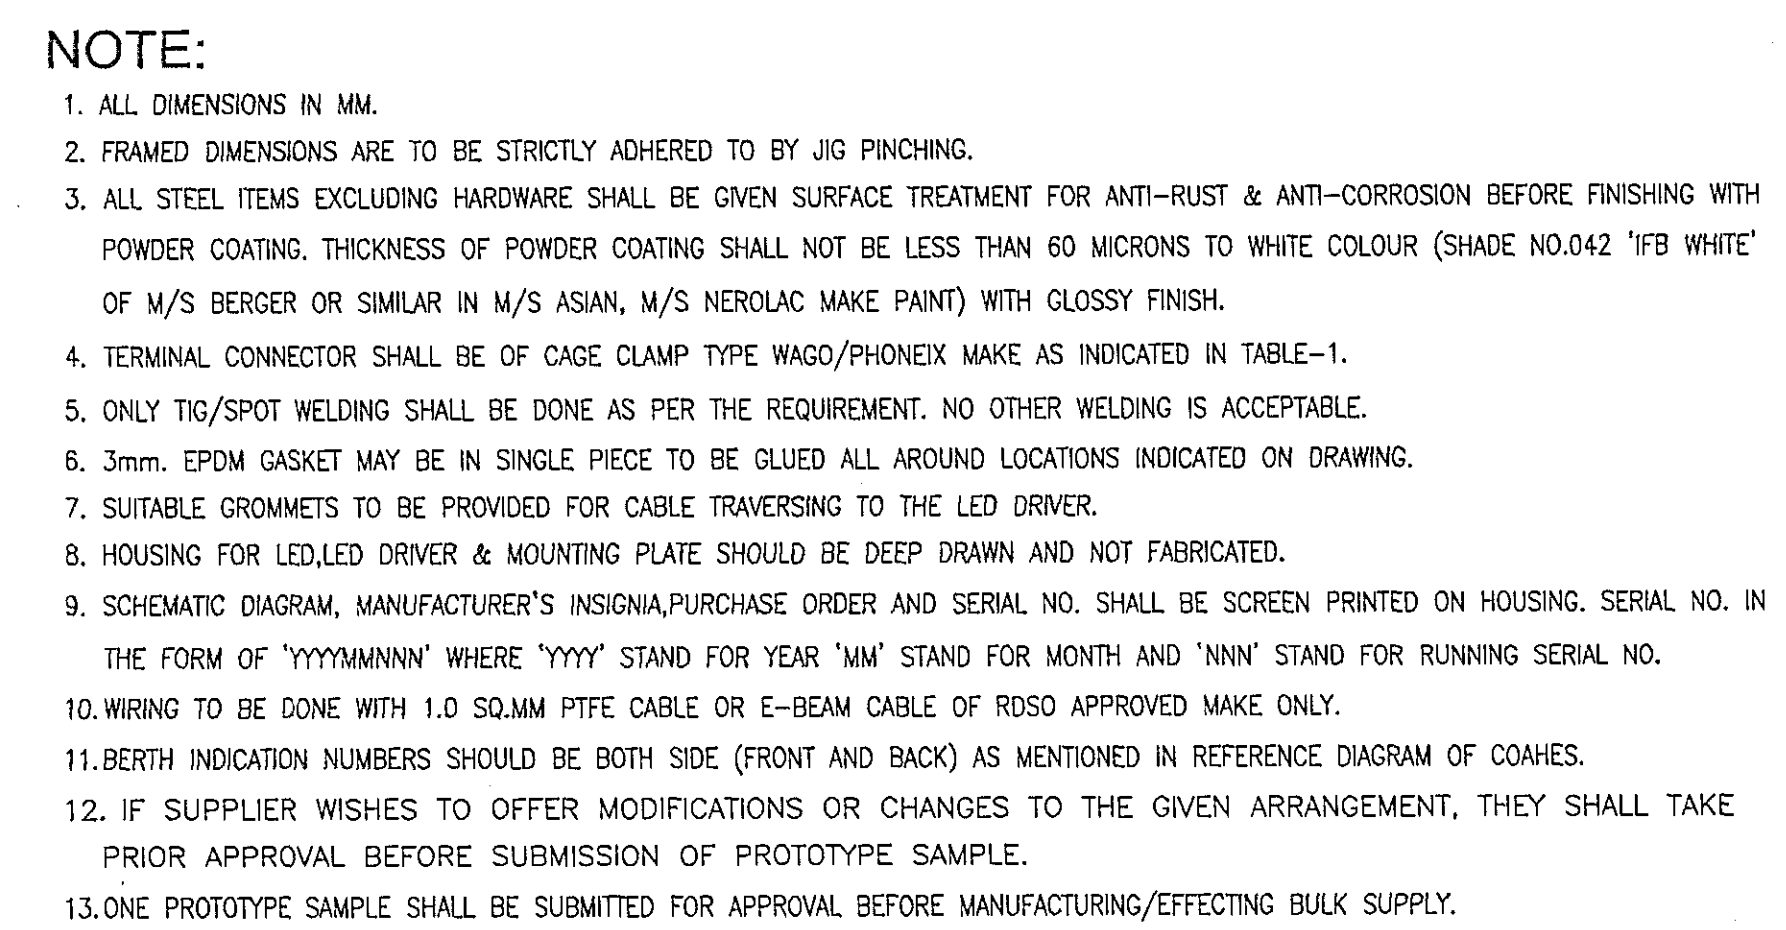 NOTE:
1. ALL DIMENSIONS IN MM.
2. FRAMED DIMENSIONS ARE TO BE STRICTLY ADHERED TO BY JIG PINCHING.
3. ALL STEEL ITEMS EXCLUDING HARDWARE SHALL BE GIVEN SURFACE TREATMENT FOR ANTI-RUST & ANTI-CORROSION BEFORE FINISHING WITH
POWDER COATING. THICKNESS OF POWDER COATING SHALL NOT BE LESS THAN 60 MICRONS TO WHITE COLOUR (SHADE NO.042 'IFB WHITE'
OF M/S BERGER OR SIMILAR IN M/S ASIAN, M/S NEROLAC MAKE PAINT) WITH GLOSSY FINISH.
4. TERMINAL CONNECTOR SHALL BE OF CAGE CLAMP TYPE WAGO/PHONEIX MAKE AS INDICATED IN TABLE-1.
5. ONLY TIG/SPOT WELDING SHALL BE DONE AS PER THE REQUIREMENT. NO OTHER WELDING IS ACCEPTABLE.
6. 3mm. EPDM GASKET MAY BE IN SINGLE PIECE TO BE GLUED ALL AROUND LOCATIONS INDICATED ON DRAWING.
7. SUITABLE GROMMETS TO BE PROVIDED FOR CABLE TRAVERSING TO THE LED DRIVER.
8. HOUSING FOR LED,LED DRIVER & MOUNTING PLATE SHOULD BE DEEP DRAWN AND NOT FABRICATED.
9. SCHEMATIC DIAGRAM, MANUFACTURER'S INSIGNIA,PURCHASE ORDER AND SERIAL NO. SHALL BE SCREEN PRINTED ON HOUSING. SERIAL NO. IN
THE FORM OF 'YYYYMMNNN' WHERE 'YYYY' STAND FOR YEAR 'MM' STAND FOR MONTH AND 'NNN' STAND FOR RUNNING SERIAL NO.
10. WIRING TO BE DONE WITH 1.0 SQ.MM PTFE CABLE OR E-BEAM CABLE OF RDSO APPROVED MAKE ONLY.
11. BERTH INDICATION NUMBERS SHOULD BE BOTH SIDE (FRONT AND BACK) AS MENTIONED IN REFERENCE DIAGRAM OF COAHES.
12. IF SUPPLIER WISHES TO OFFER MODIFICATIONS OR CHANGES TO THE GIVEN ARRANGEMENT, THEY SHALL TAKE
PRIOR APPROVAL BEFORE SUBMISSION OF PROTOTYPE SAMPLE.
13. ONE PROTOTYPE SAMPLE SHALL BE SUBMITTED FOR APPROVAL BEFORE MANUFACTURING/EFFECTING BULK SUPPLY.